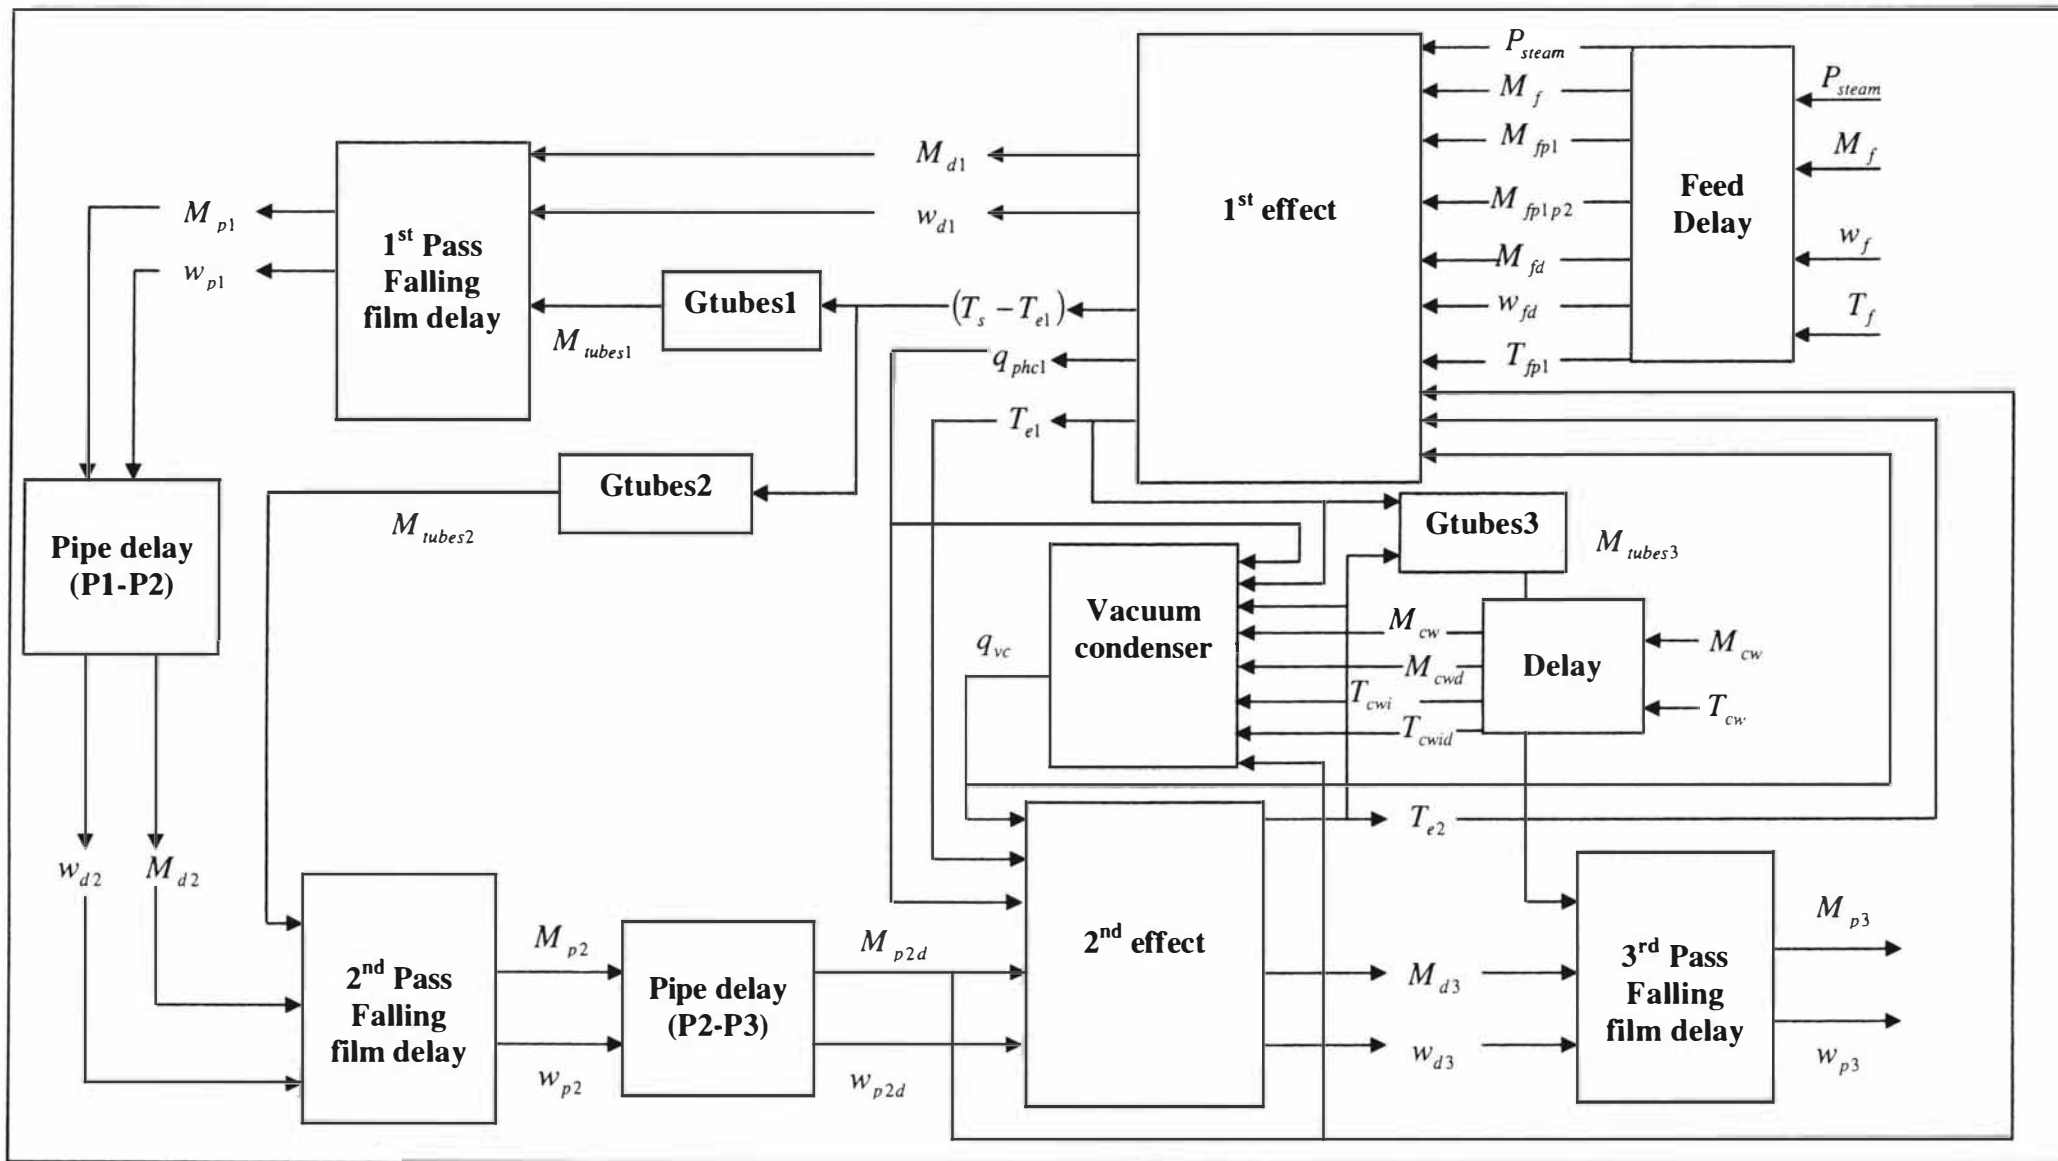 P_steam
P_steam
M_f
M_fp1
M_f
M_d1
Feed
Delay
M_fp1p2
1st effect
M_p1
w_d1
1st Pass
Falling
film delay
w_f
M_fd
w_p1
Gtubes1
(T_s − T_e1)
w_fd
T_f
M_tubes1
q_phc1
T_fp1
T_e1
Gtubes2
M_tubes2
Gtubes3
M_tubes3
Pipe delay
(P1-P2)
Vacuum
condenser
M_cw
M_cw
q_vc
M_cwd
Delay
T_cwi
T_cw
T_cwid
T_e2
w_d2
M_d2
M_p3
M_p2
M_p2d
2nd effect
2nd Pass
Falling
film delay
Pipe delay
(P2-P3)
M_d3
3rd Pass
Falling
film delay
w_d3
w_p3
w_p2
w_p2d